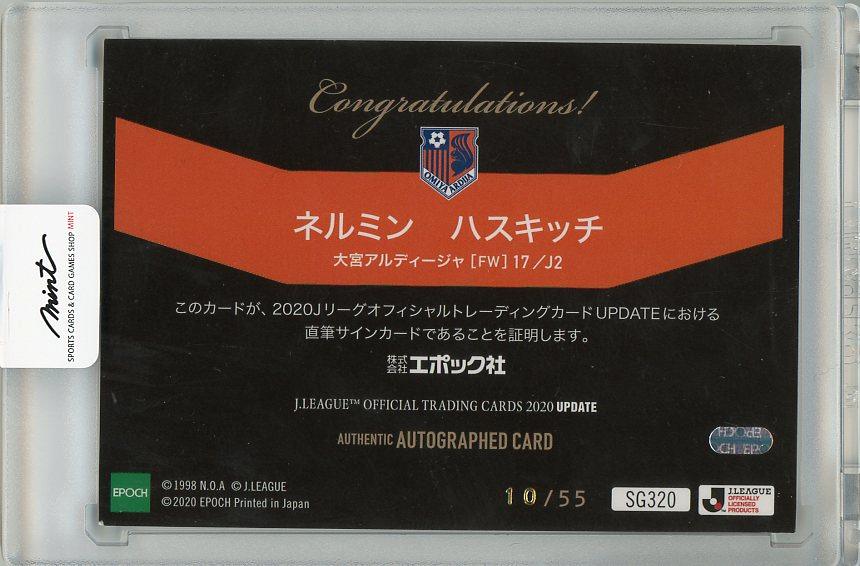 Congratulations!
OMIYA ARDIJA
ネルミン ハスキッチ
大宮アルディージャ [FW] 17/J2
このカードが、2020JリーグオフィシャルトレーディングカードUPDATEにおける
直筆サインカードであることを証明します。
株式会社エポック社
J.LEAGUE™ OFFICIAL TRADING CARDS 2020 UPDATE
AUTHENTIC AUTOGRAPHED CARD
EPOCH
©1998 N.O.A ©J.LEAGUE
©2020 EPOCH Printed in Japan
10/55
SG320
J.LEAGUE
OFFICIALLY
LICENSED
PRODUCTS
mint
SPORTS CARDS & CARD GAMES SHOP MINT